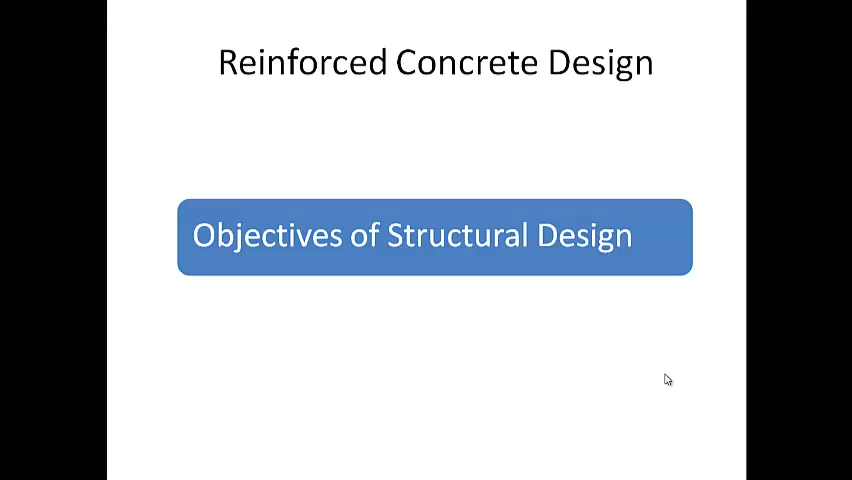 Reinforced Concrete Design
Objectives of Structural Design